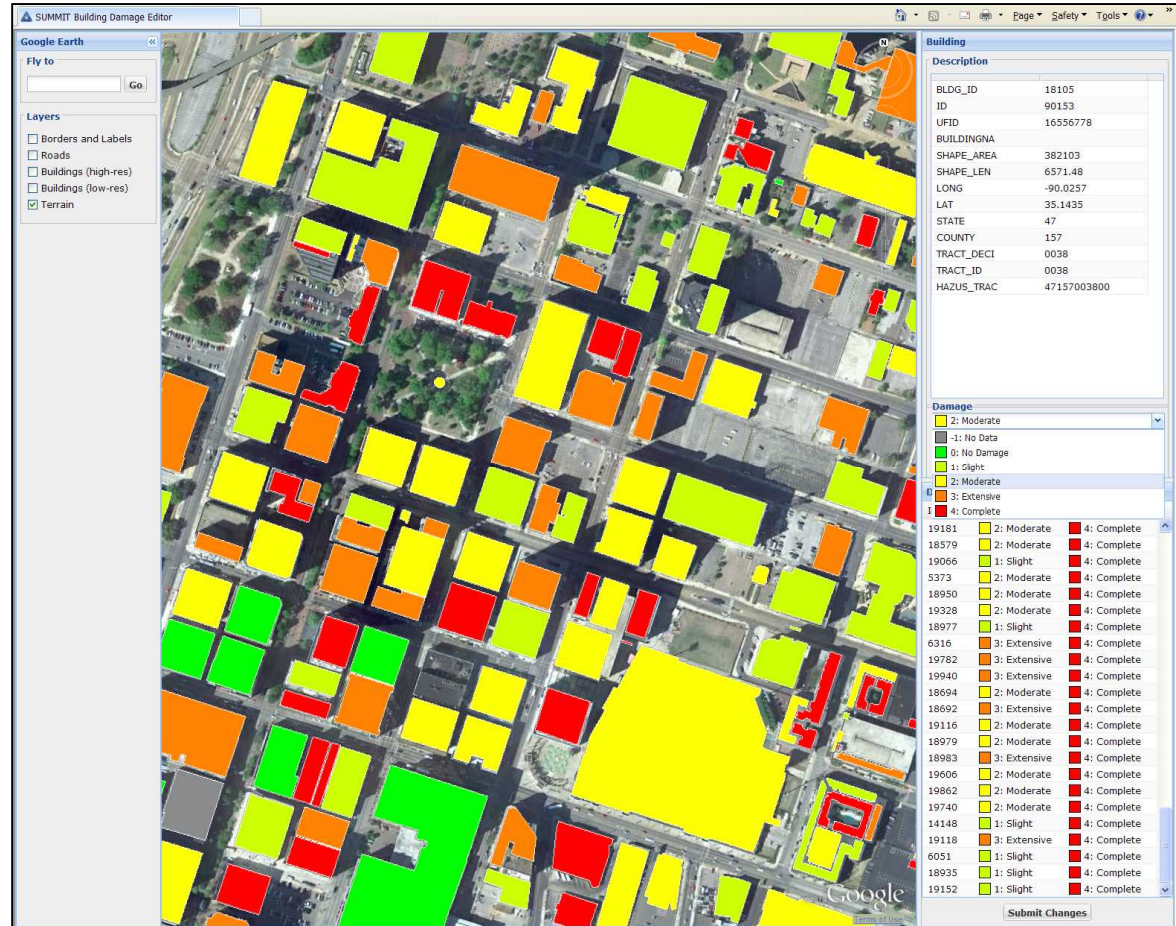 SUMMIT Building Damage Editor
Page Safety Tools »
Google Earth «
Fly to
Go
Layers
Borders and Labels
Roads
Buildings (high-res)
Buildings (low-res)
Terrain
N
Google
Terms of Use
Building
Description
BLDG_ID 18105
ID 90153
UFID 16556778
BUILDINGNA
SHAPE_AREA 382103
SHAPE_LEN 6571.48
LONG -90.0257
LAT 35.1435
STATE 47
COUNTY 157
TRACT_DECI 0038
TRACT_ID 0038
HAZUS_TRAC 47157003800
Damage
2: Moderate
-1: No Data
0: No Damage
1: Slight
2: Moderate
3: Extensive
4: Complete
19181 2: Moderate 4: Complete
18579 2: Moderate 4: Complete
19066 1: Slight 4: Complete
5373 2: Moderate 4: Complete
18950 2: Moderate 4: Complete
19328 2: Moderate 4: Complete
18977 1: Slight 4: Complete
6316 3: Extensive 4: Complete
19782 3: Extensive 4: Complete
19940 3: Extensive 4: Complete
18694 2: Moderate 4: Complete
18692 3: Extensive 4: Complete
19116 2: Moderate 4: Complete
18979 2: Moderate 4: Complete
18983 3: Extensive 4: Complete
19606 2: Moderate 4: Complete
19862 2: Moderate 4: Complete
19740 2: Moderate 4: Complete
14148 1: Slight 4: Complete
19118 3: Extensive 4: Complete
6051 1: Slight 4: Complete
18935 1: Slight 4: Complete
19152 1: Slight 4: Complete
Submit Changes